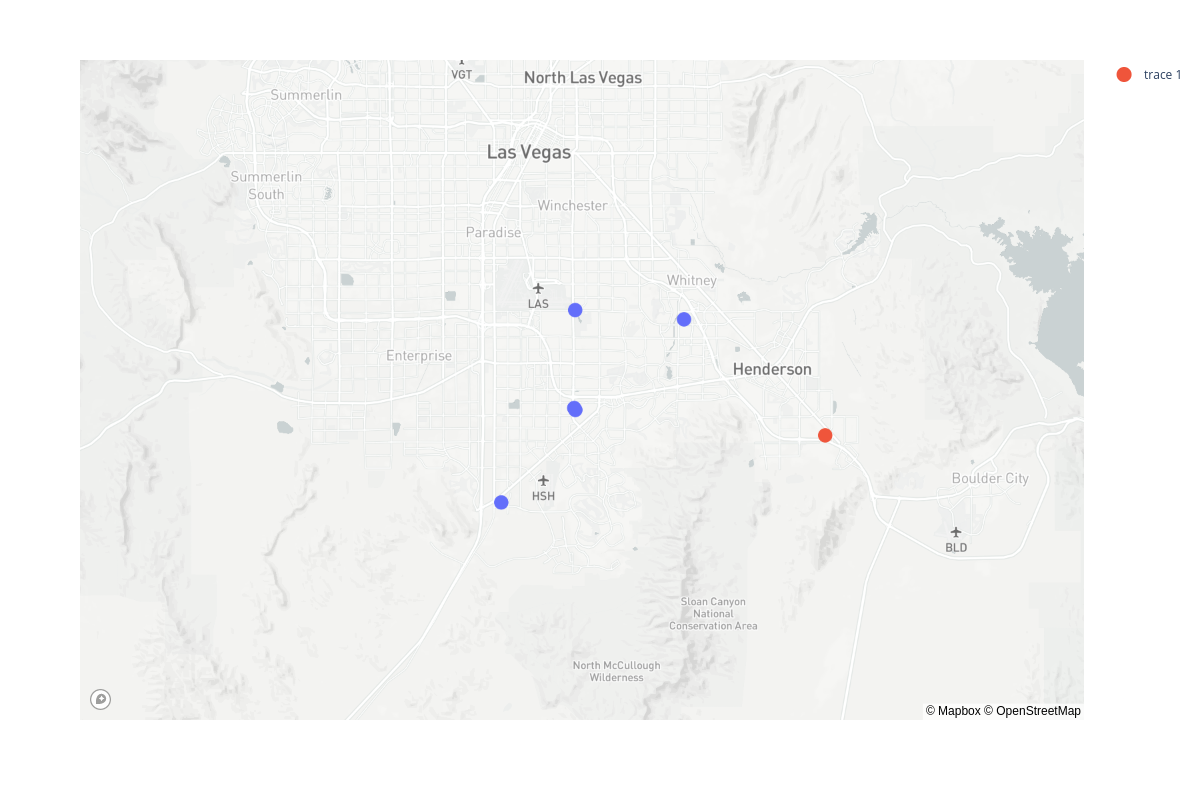 VGT
North Las Vegas
trace 1
Summerlin
Las Vegas
Summerlin
South
Winchester
Paradise
Whitney
LAS
Enterprise
Henderson
Boulder City
HSH
BLD
Sloan Canyon
National
Conservation Area
North McCullough
Wilderness
© Mapbox © OpenStreetMap